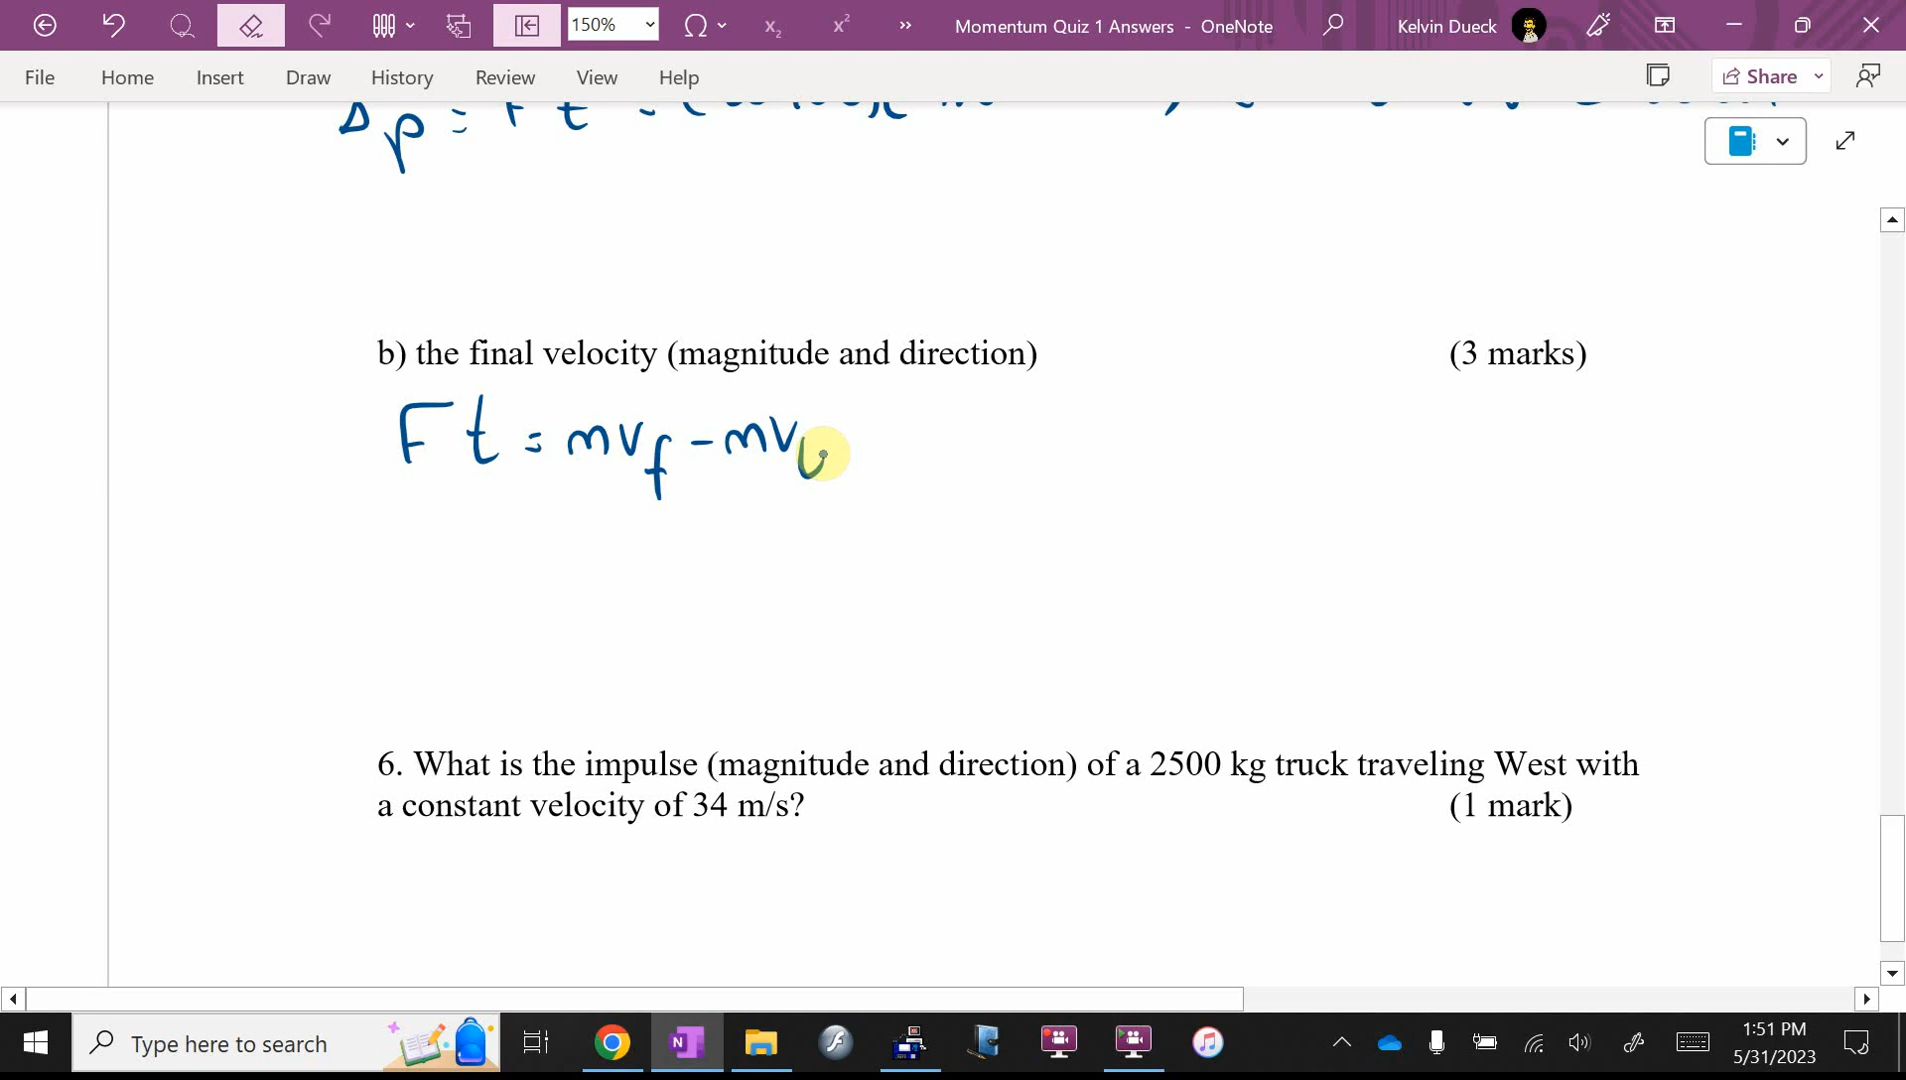 150%
Momentum Quiz 1 Answers - OneNote
Kelvin Dueck
File Home Insert Draw History Review View Help
Share
Δp = Ft =
b) the final velocity (magnitude and direction) (3 marks)
Ft = mvf - mv
6. What is the impulse (magnitude and direction) of a 2500 kg truck traveling West with
a constant velocity of 34 m/s? (1 mark)
Type here to search
1:51 PM
5/31/2023